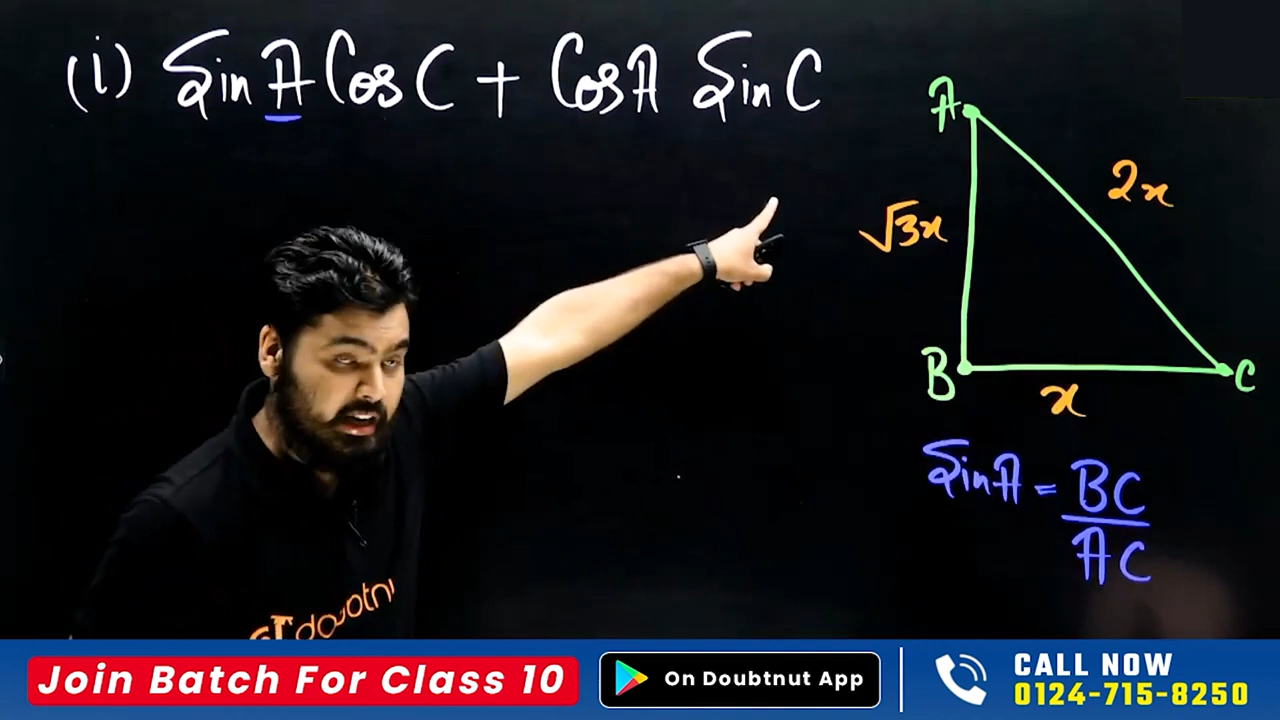 (i) Sin A Cos C + Cos A Sin C
A
2x
√3x
B
C
x
Sin A = BC
AC
doubtnut
Join Batch For Class 10
On Doubtnut App
CALL NOW
0124-715-8250